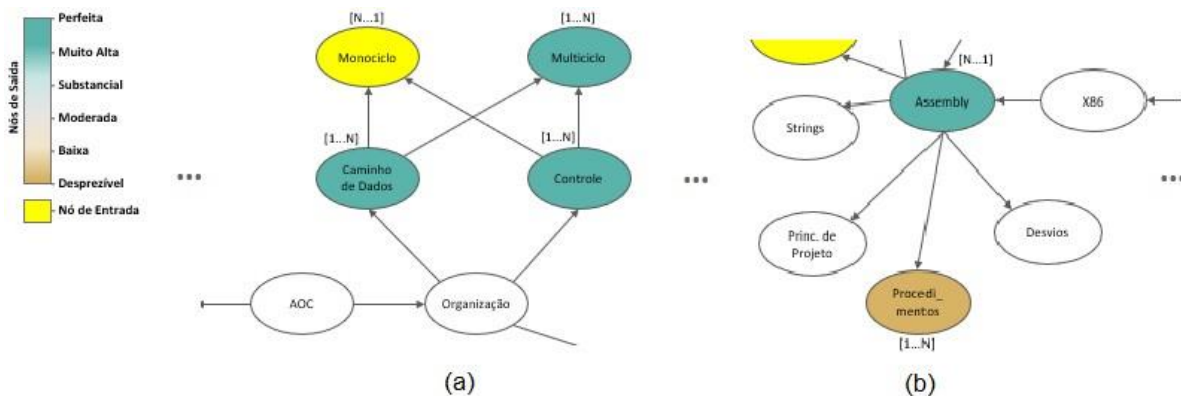 Nós de Saída
Perfeita
Muito Alta
Substancial
Moderada
Baixa
Desprezível
Nó de Entrada
...
[N...1]
Monociclo
[1...N]
Multiciclo
[1...N]
Caminho
de Dados
[1...N]
Controle
AOC
Organização
(a)
...
[N...1]
Assembly
X86
Strings
Princ. de
Projeto
Desvios
Procedi_
mentos
[1...N]
...
(b)